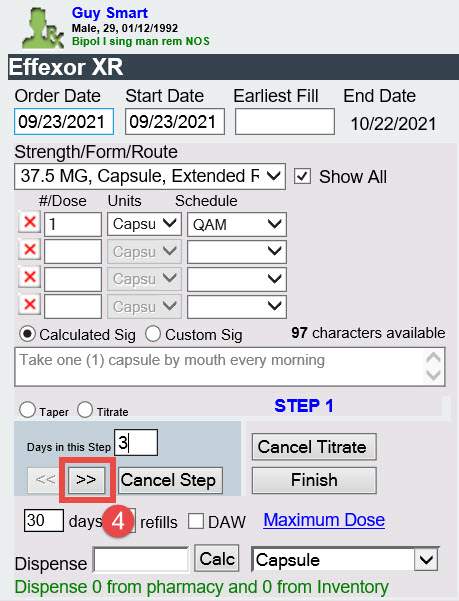 Guy Smart
Male, 29, 01/12/1992
Bipol I sing man rem NOS
Effexor XR
Order Date Start Date Earliest Fill End Date
09/23/2021 09/23/2021 10/22/2021
Strength/Form/Route
37.5 MG, Capsule, Extended R Show All
#/Dose Units Schedule
1 Capsu QAM
Capsu
Capsu
Capsu
Calculated Sig Custom Sig 97 characters available
Take one (1) capsule by mouth every morning
Taper Titrate STEP 1
Days in this Step 3 Cancel Titrate
<< >> Cancel Step Finish
30 days 4 refills DAW Maximum Dose
Dispense Calc Capsule
Dispense 0 from pharmacy and 0 from Inventory